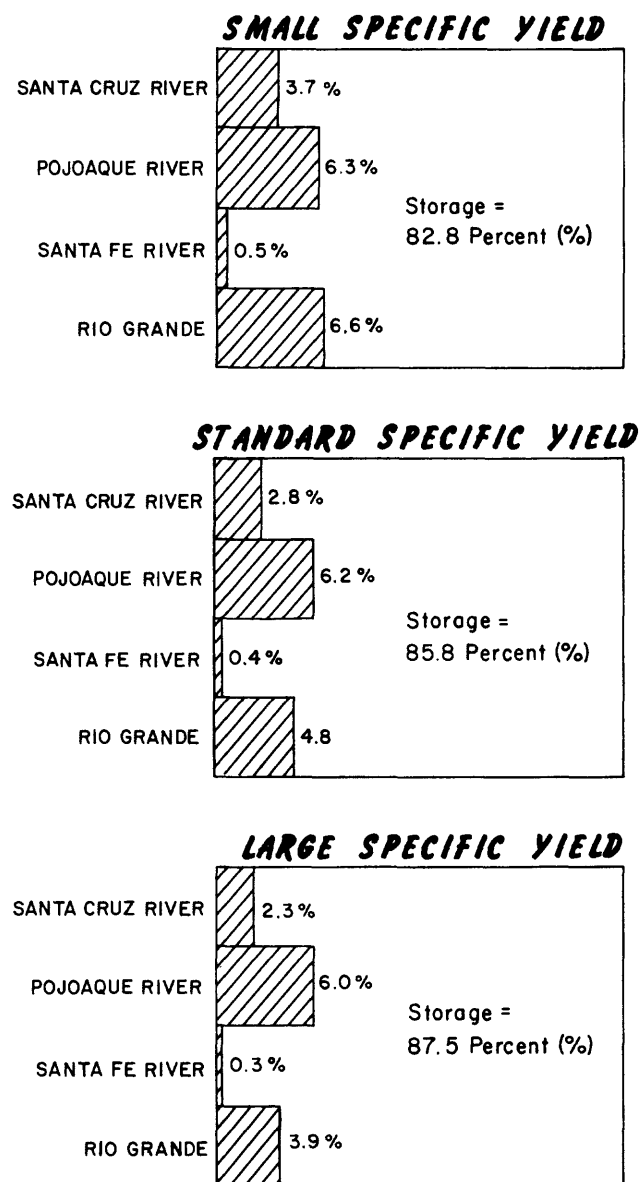 SMALL SPECIFIC YIELD
SANTA CRUZ RIVER 3.7 %
POJOAQUE RIVER 6.3%
Storage =
82.8 Percent (%)
SANTA FE RIVER 0.5%
RIO GRANDE 6.6%
STANDARD SPECIFIC YIELD
SANTA CRUZ RIVER 2.8 %
POJOAQUE RIVER 6.2%
Storage =
85.8 Percent (%)
SANTA FE RIVER 0.4%
RIO GRANDE 4.8
LARGE SPECIFIC YIELD
SANTA CRUZ RIVER 2.3%
POJOAQUE RIVER 6.0%
Storage =
87.5 Percent (%)
SANTA FE RIVER 0.3%
RIO GRANDE 3.9%